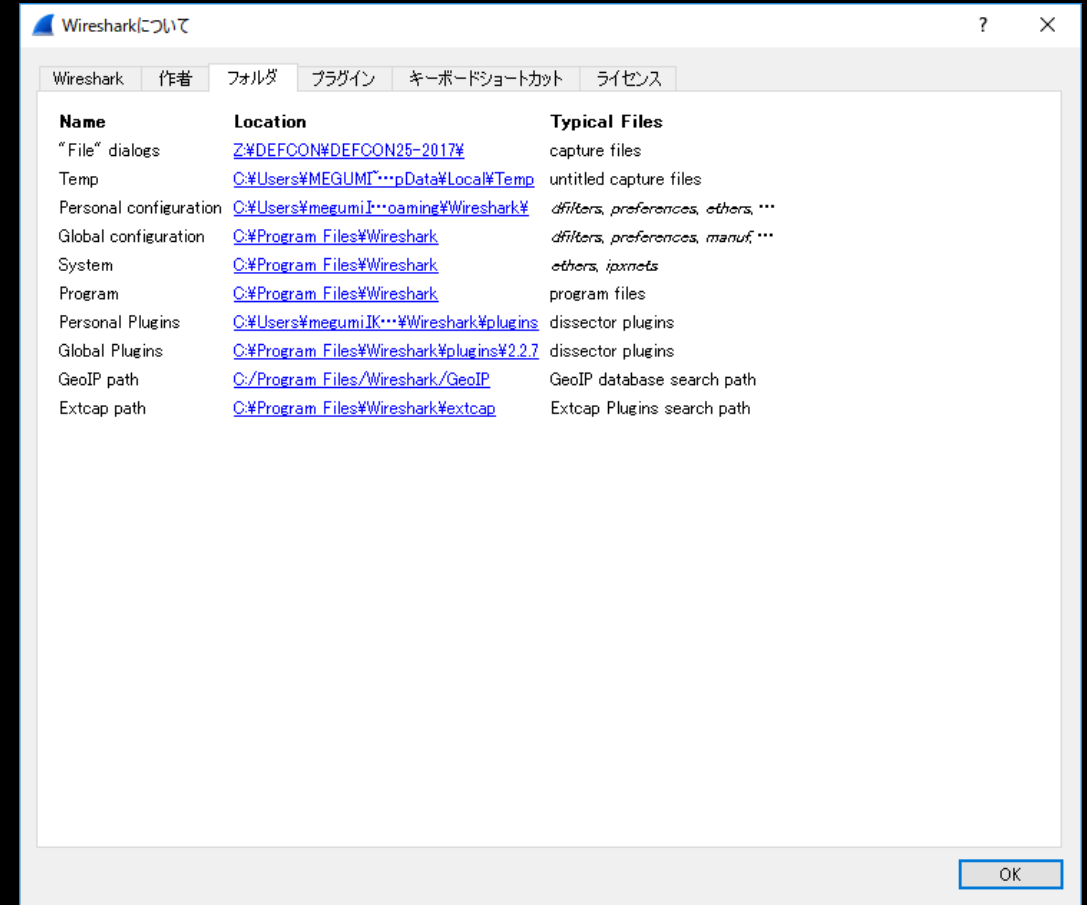 Wiresharkについて
? ×
Wireshark 作者 フォルダ プラグイン キーボードショートカット ライセンス
Name Location Typical Files
"File" dialogs Z:¥DEFCON¥DEFCON25-2017¥ capture files
Temp C:¥Users¥MEGUMI~…pData¥Local¥Temp untitled capture files
Personal configuration C:¥Users¥megumiI…oaming¥Wireshark¥ dfilters, preferences, ethers, …
Global configuration C:¥Program Files¥Wireshark dfilters, preferences, manuf, …
System C:¥Program Files¥Wireshark ethers, ipxnets
Program C:¥Program Files¥Wireshark program files
Personal Plugins C:¥Users¥megumiIK…¥Wireshark¥plugins dissector plugins
Global Plugins C:¥Program Files¥Wireshark¥plugins¥2.2.7 dissector plugins
GeoIP path C:/Program Files/Wireshark/GeoIP GeoIP database search path
Extcap path C:¥Program Files¥Wireshark¥extcap Extcap Plugins search path
OK